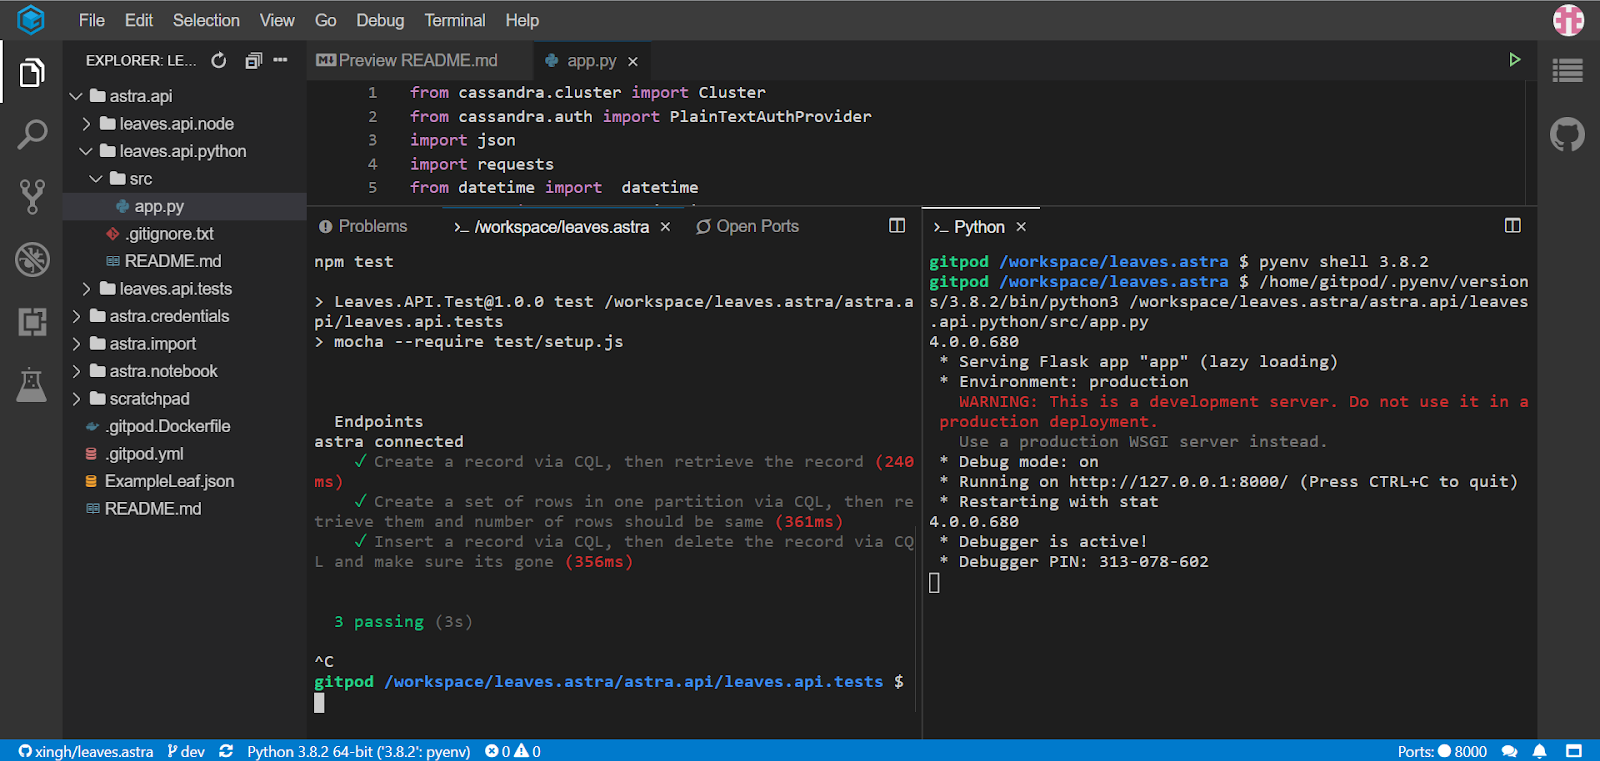 File Edit Selection View Go Debug Terminal Help
EXPLORER: LE...
astra.api
leaves.api.node
leaves.api.python
src
app.py
.gitignore.txt
README.md
leaves.api.tests
astra.credentials
astra.import
astra.notebook
scratchpad
.gitpod.Dockerfile
.gitpod.yml
ExampleLeaf.json
README.md
Preview README.md app.py ×
1 from cassandra.cluster import Cluster
2 from cassandra.auth import PlainTextAuthProvider
3 import json
4 import requests
5 from datetime import  datetime
Problems >_ /workspace/leaves.astra × Open Ports
npm test
> Leaves.API.Test@1.0.0 test /workspace/leaves.astra/astra.a
pi/leaves.api.tests
> mocha --require test/setup.js
Endpoints
astra connected
✓ Create a record via CQL, then retrieve the record (240
ms)
✓ Create a set of rows in one partition via CQL, then re
trieve them and number of rows should be same (361ms)
✓ Insert a record via CQL, then delete the record via CQ
L and make sure its gone (356ms)
3 passing (3s)
^C
gitpod /workspace/leaves.astra/astra.api/leaves.api.tests $
>_ Python ×
gitpod /workspace/leaves.astra $ pyenv shell 3.8.2
gitpod /workspace/leaves.astra $ /home/gitpod/.pyenv/version
s/3.8.2/bin/python3 /workspace/leaves.astra/astra.api/leaves
.api.python/src/app.py
4.0.0.680
* Serving Flask app "app" (lazy loading)
* Environment: production
WARNING: This is a development server. Do not use it in a
production deployment.
Use a production WSGI server instead.
* Debug mode: on
* Running on http://127.0.0.1:8000/ (Press CTRL+C to quit)
* Restarting with stat
4.0.0.680
* Debugger is active!
* Debugger PIN: 313-078-602
xingh/leaves.astra dev Python 3.8.2 64-bit ('3.8.2': pyenv) 0 0 Ports: 8000